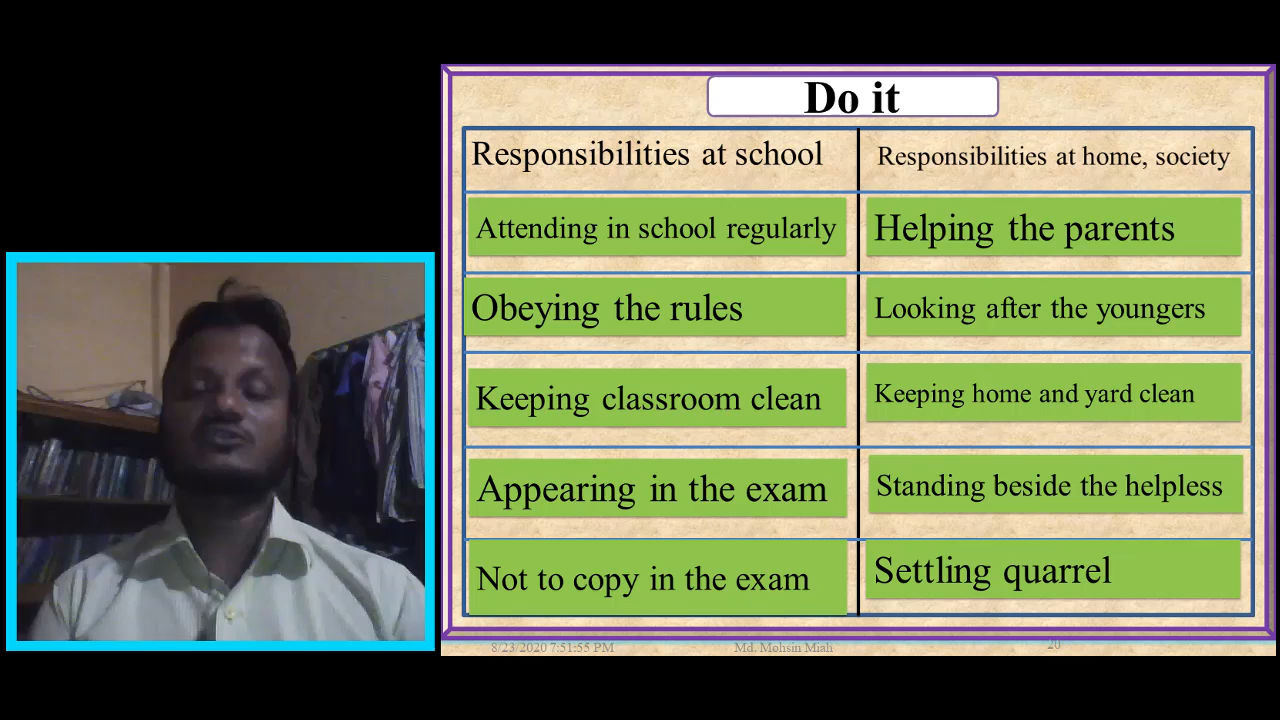 Do it
Responsibilities at school
Responsibilities at home, society
Attending in school regularly
Helping the parents
Obeying the rules
Looking after the youngers
Keeping classroom clean
Keeping home and yard clean
Appearing in the exam
Standing beside the helpless
Not to copy in the exam
Settling quarrel
8/23/2020 7:51:55 PM
Md. Mohsin Miah
20